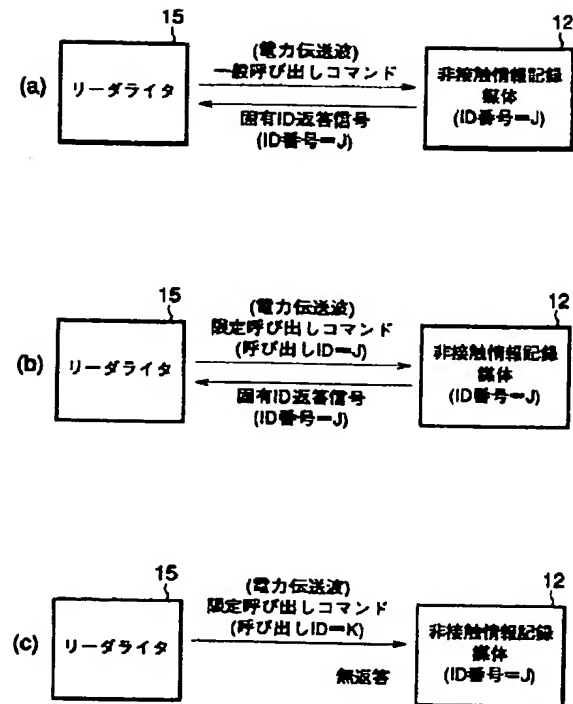 15
12
(a)
リーダライタ
(電力伝送波)
一般呼び出しコマンド
固有ID返答信号
(ID番号=J)
非接触情報記録
媒体
(ID番号=J)
15
12
(b)
リーダライタ
(電力伝送波)
限定呼び出しコマンド
(呼び出しID=J)
固有ID返答信号
(ID番号=J)
非接触情報記録
媒体
(ID番号=J)
15
12
(c)
リーダライタ
(電力伝送波)
限定呼び出しコマンド
(呼び出しID=K)
無返答
非接触情報記録
媒体
(ID番号=J)